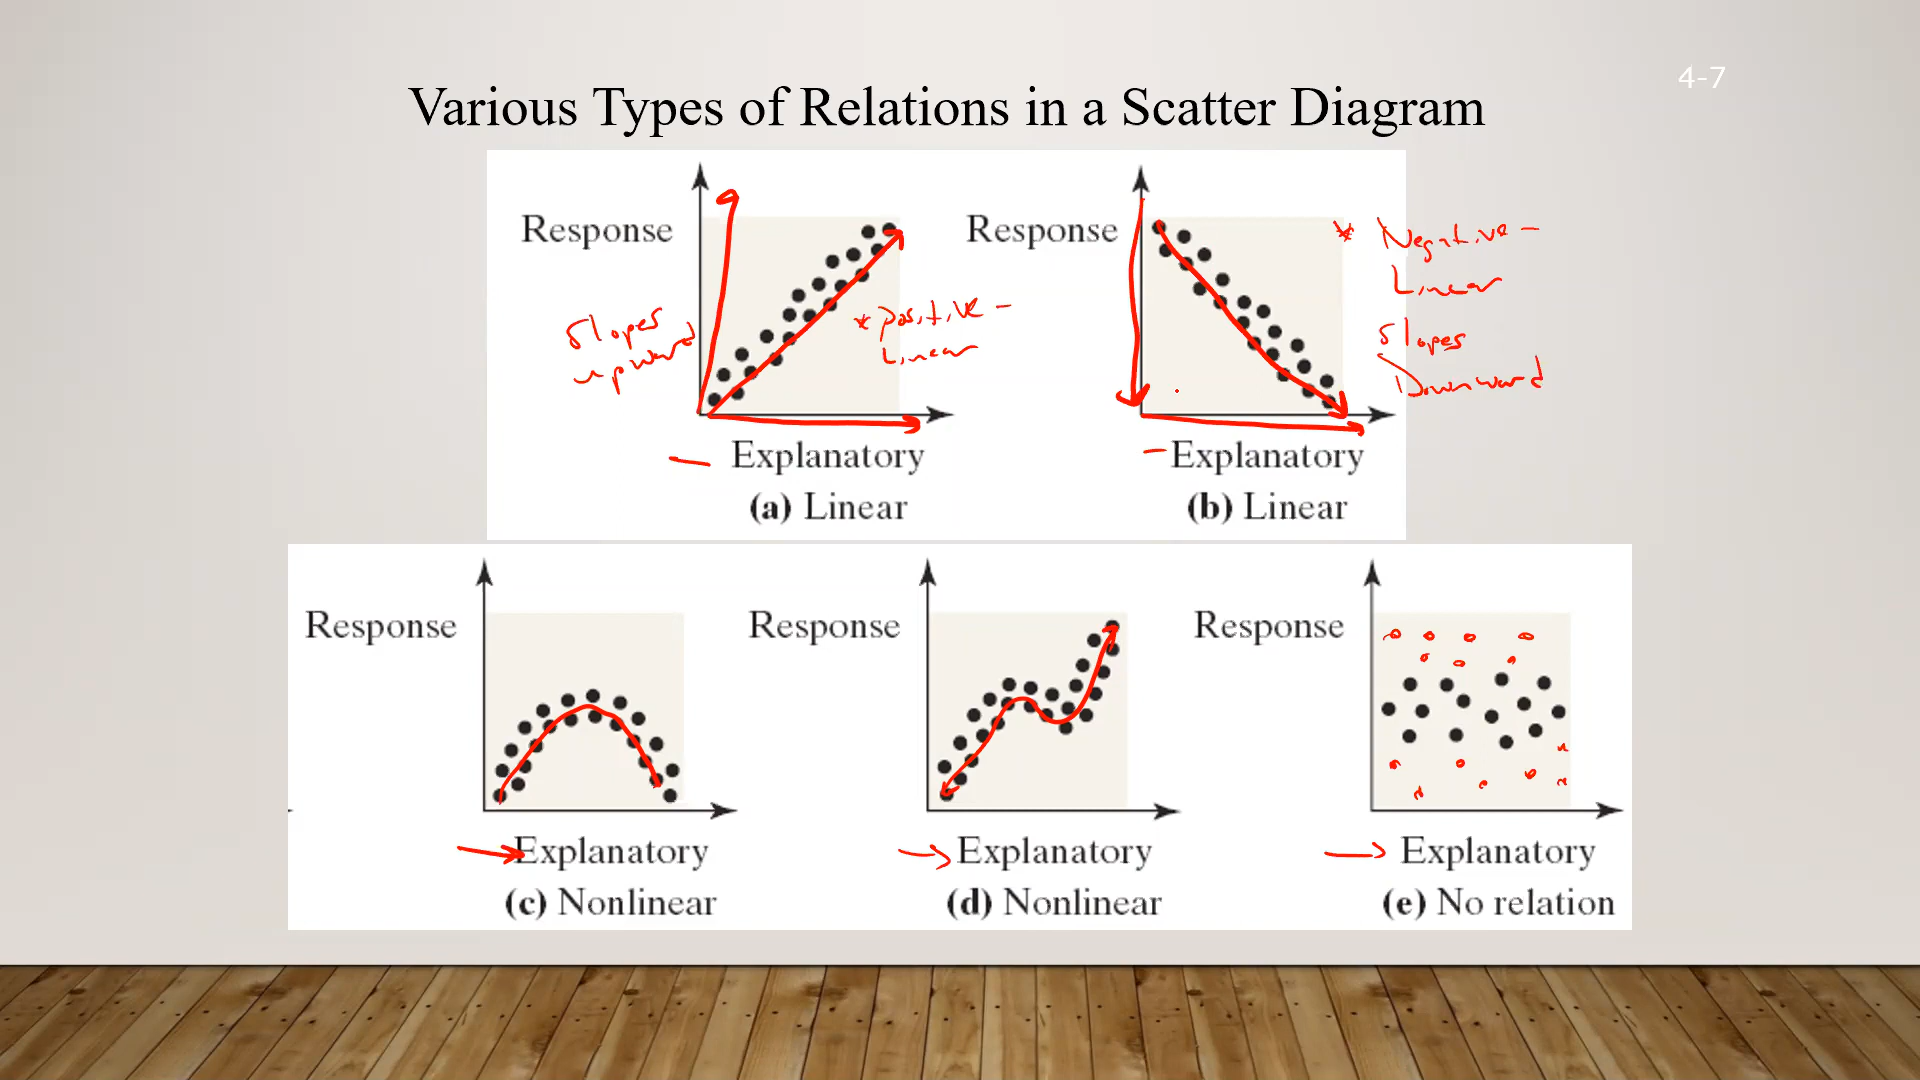 4-7
Various Types of Relations in a Scatter Diagram
Response
Slopes
upward
* positive -
Linear
Explanatory
(a) Linear
Response
* Negative -
Linear
Slopes
Downward
Explanatory
(b) Linear
Response
Explanatory
(c) Nonlinear
Response
Explanatory
(d) Nonlinear
Response
Explanatory
(e) No relation